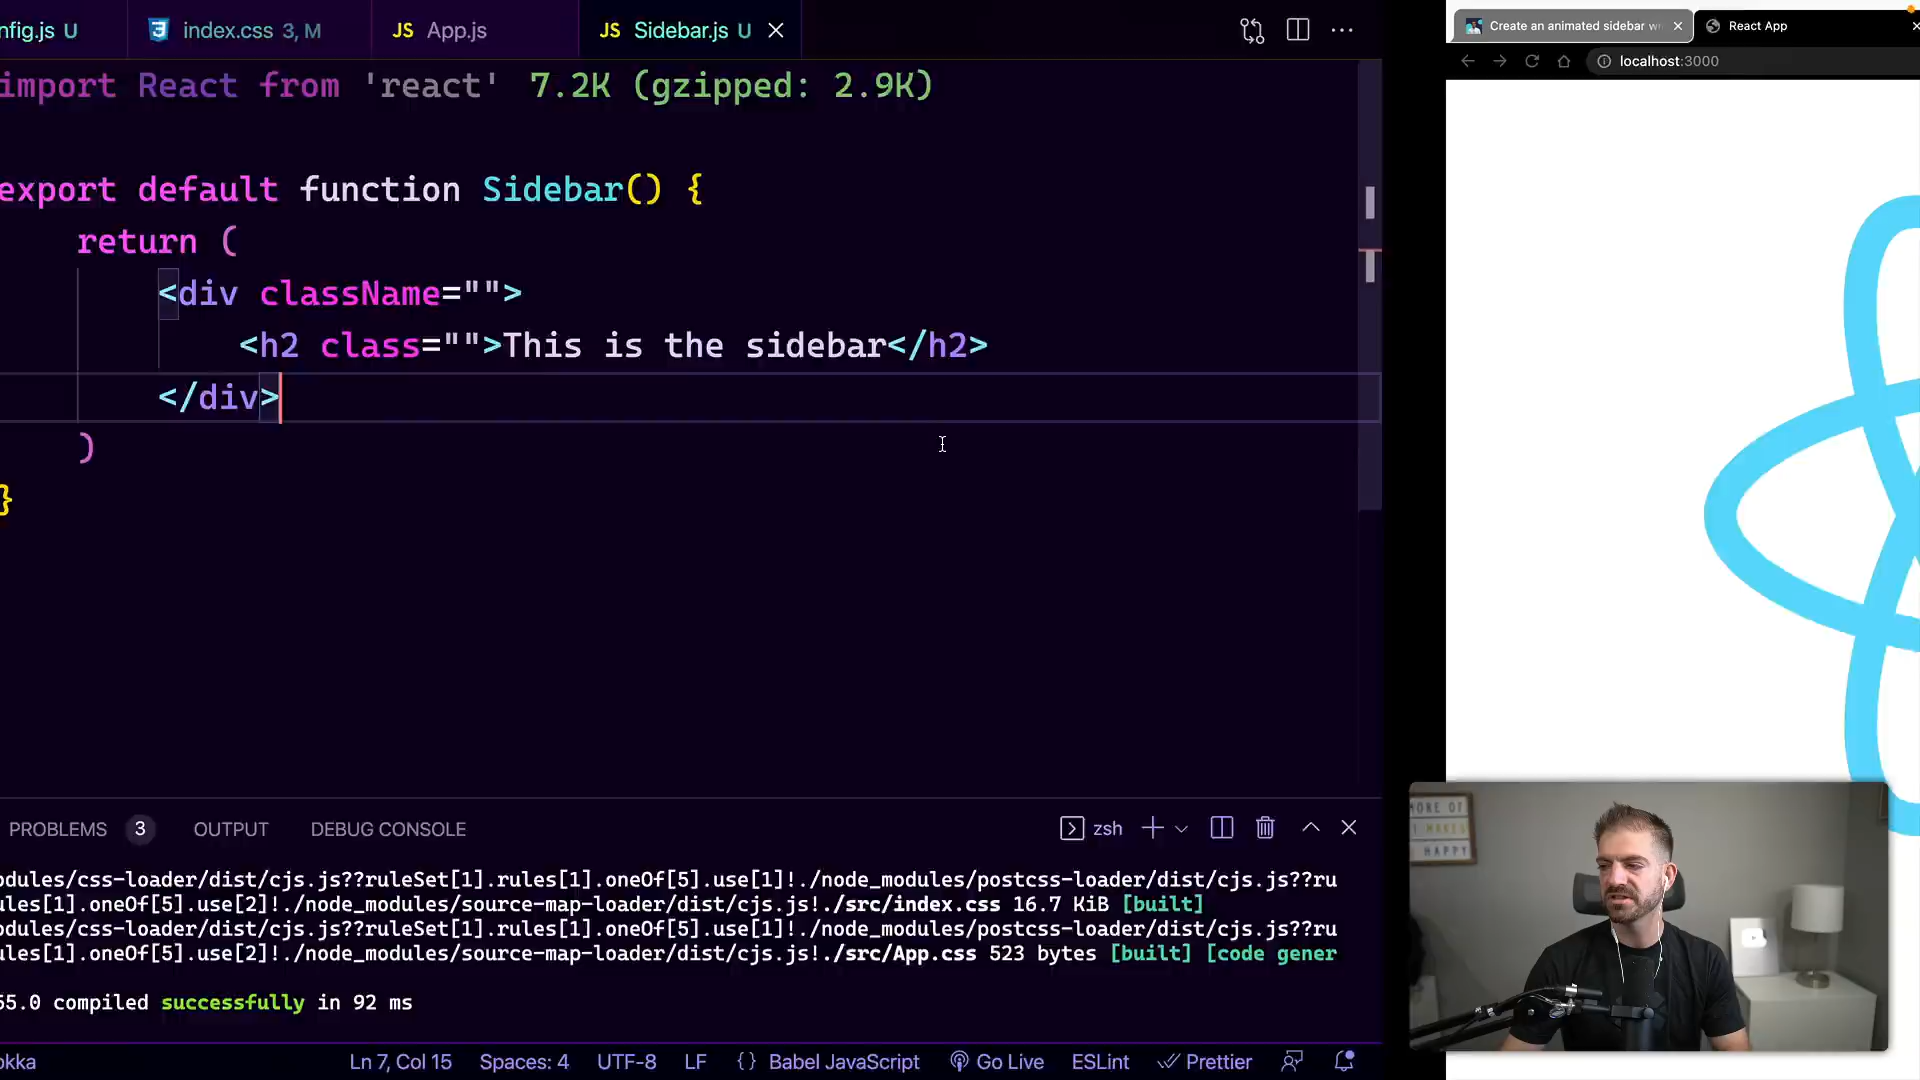 nfig.js U
index.css 3, M
JS App.js
JS Sidebar.js U
import React from 'react' 7.2K (gzipped: 2.9K)
export default function Sidebar() {
return (
<div className="">
<h2 class="">This is the sidebar</h2>
</div>
)
}
PROBLEMS 3 OUTPUT DEBUG CONSOLE
zsh
odules/css-loader/dist/cjs.js??ruleSet[1].rules[1].oneOf[5].use[1]!./node_modules/postcss-loader/dist/cjs.js??ru
ules[1].oneOf[5].use[2]!./node_modules/source-map-loader/dist/cjs.js!./src/index.css 16.7 KiB [built]
odules/css-loader/dist/cjs.js??ruleSet[1].rules[1].oneOf[5].use[1]!./node_modules/postcss-loader/dist/cjs.js??ru
ules[1].oneOf[5].use[2]!./node_modules/source-map-loader/dist/cjs.js!./src/App.css 523 bytes [built] [code gener
55.0 compiled successfully in 92 ms
okka
Ln 7, Col 15 Spaces: 4 UTF-8 LF {} Babel JavaScript Go Live ESLint Prettier
Create an animated sidebar w
React App
localhost:3000
MORE OF
MAKES
HAPPY